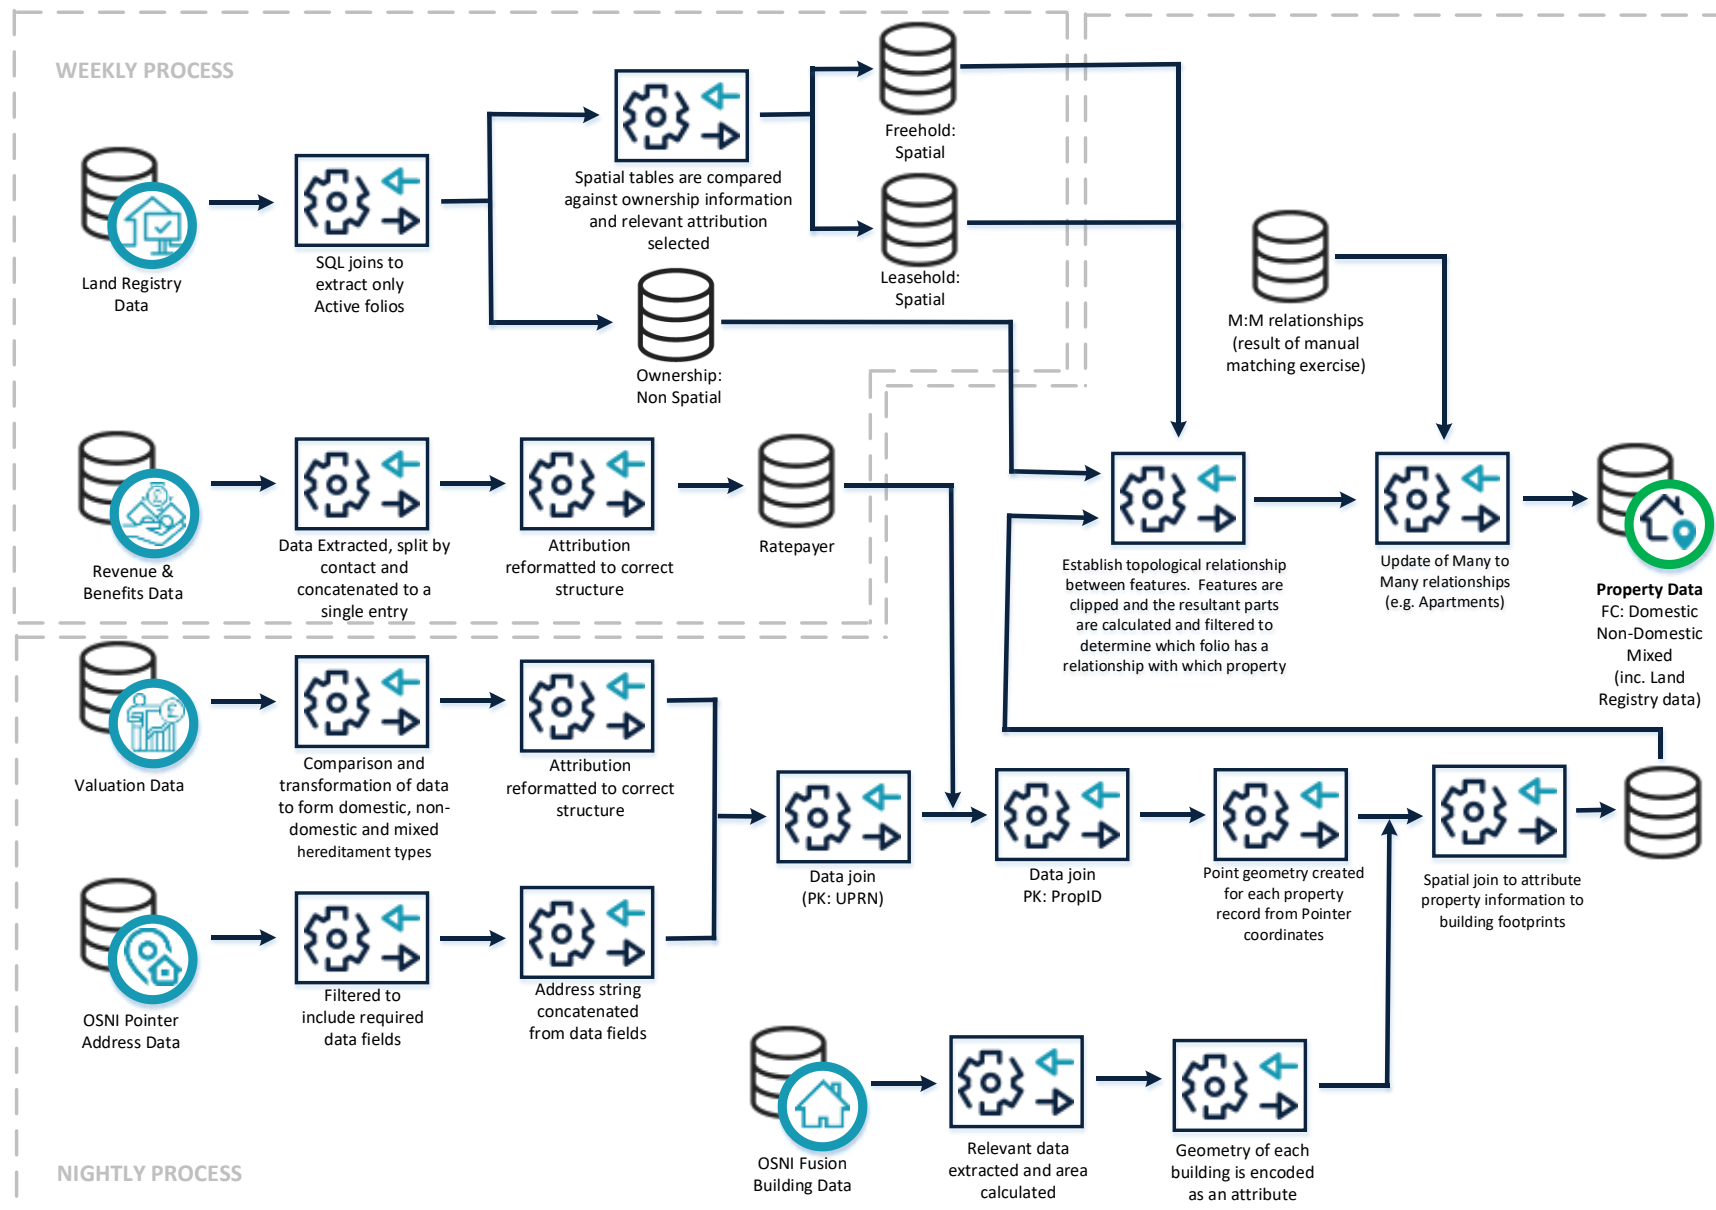 WEEKLY PROCESS
Freehold:
Spatial
Spatial tables are compared
against ownership information
and relevant attribution
selected
Land Registry
Data
SQL joins to
extract only
Active folios
Leasehold:
Spatial
M:M relationships
(result of manual
matching exercise)
Ownership:
Non Spatial
Revenue &
Benefits Data
Data Extracted, split by
contact and
concatenated to a
single entry
Attribution
reformatted to correct
structure
Ratepayer
Establish topological relationship
between features. Features are
clipped and the resultant parts
are calculated and filtered to
determine which folio has a
relationship with which property
Update of Many to
Many relationships
(e.g. Apartments)
Property Data
FC: Domestic
Non-Domestic
Mixed
(inc. Land
Registry data)
Valuation Data
Comparison and
transformation of data
to form domestic, non-
domestic and mixed
hereditament types
Attribution
reformatted to correct
structure
Data join
(PK: UPRN)
Data join
PK: PropID
Point geometry created
for each property
record from Pointer
coordinates
Spatial join to attribute
property information to
building footprints
OSNI Pointer
Address Data
Filtered to
include required
data fields
Address string
concatenated
from data fields
OSNI Fusion
Building Data
Relevant data
extracted and area
calculated
Geometry of each
building is encoded
as an attribute
NIGHTLY PROCESS